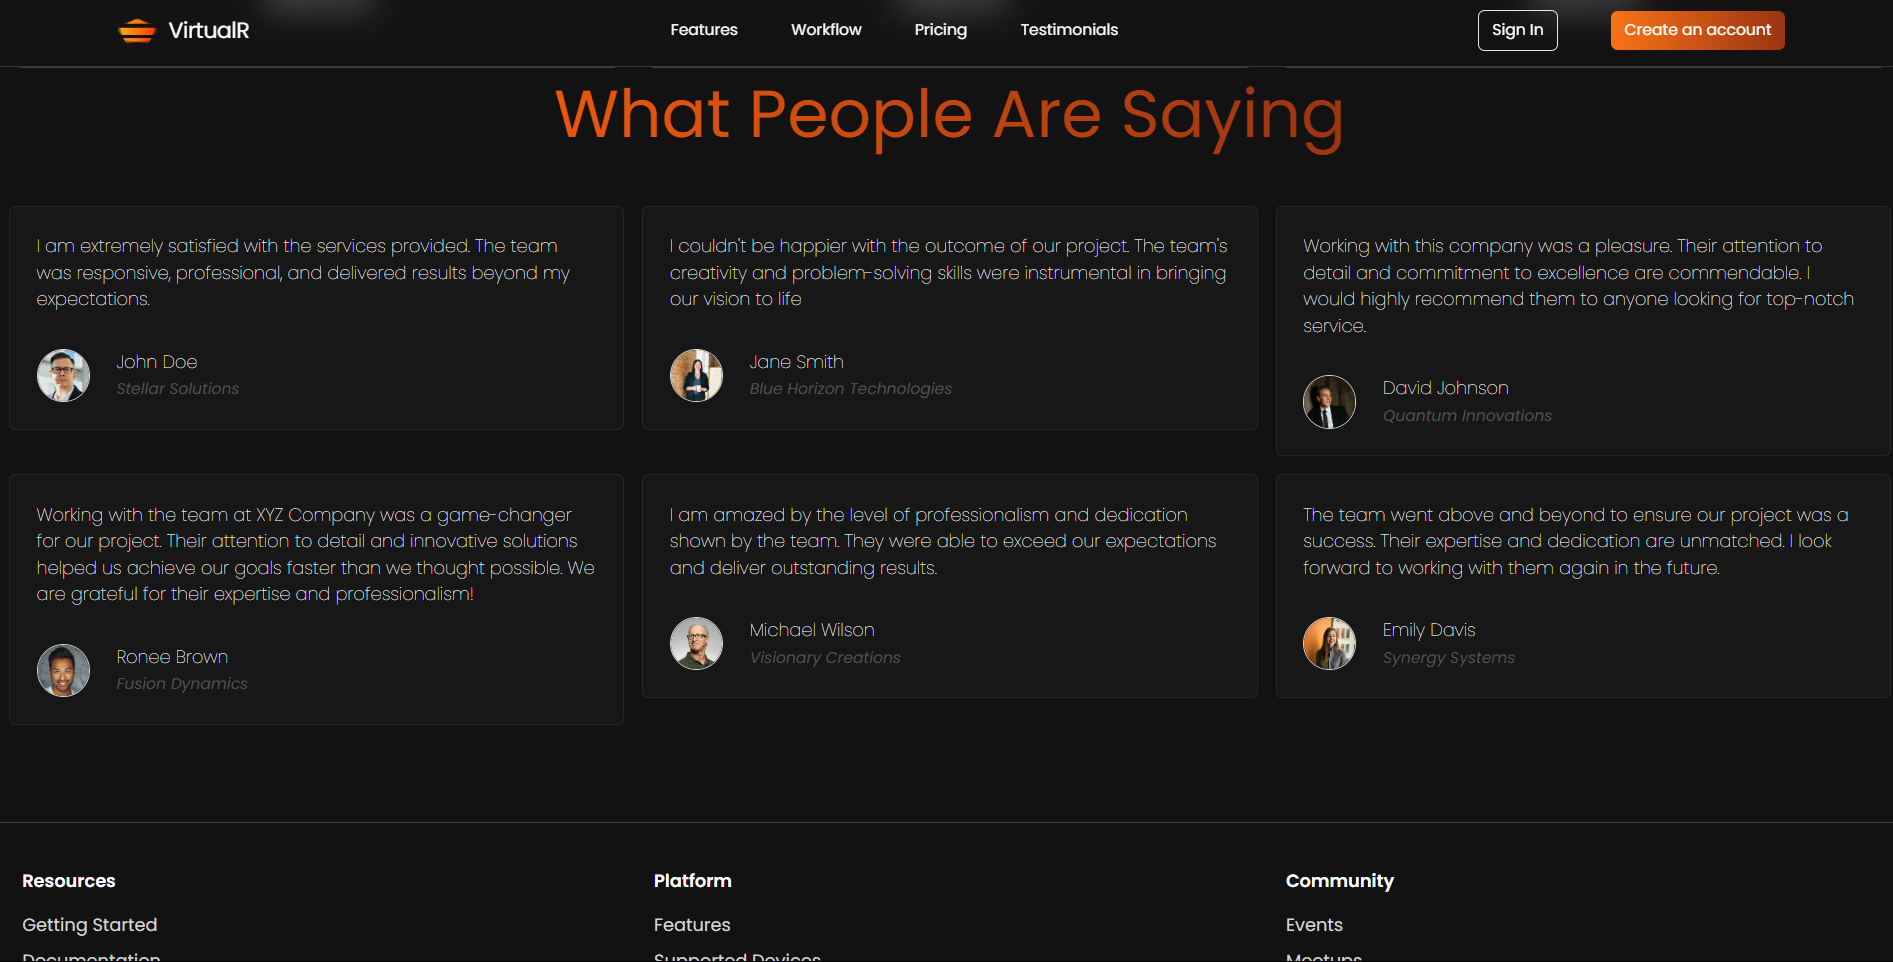 VirtualR
Features
Workflow
Pricing
Testimonials
Sign In
Create an account
What People Are Saying
I am extremely satisfied with the services provided. The team
was responsive, professional, and delivered results beyond my
expectations.
John Doe
Stellar Solutions
I couldn't be happier with the outcome of our project. The team's
creativity and problem-solving skills were instrumental in bringing
our vision to life
Jane Smith
Blue Horizon Technologies
Working with this company was a pleasure. Their attention to
detail and commitment to excellence are commendable. I
would highly recommend them to anyone looking for top-notch
service.
David Johnson
Quantum Innovations
Working with the team at XYZ Company was a game-changer
for our project. Their attention to detail and innovative solutions
helped us achieve our goals faster than we thought possible. We
are grateful for their expertise and professionalism!
Ronee Brown
Fusion Dynamics
I am amazed by the level of professionalism and dedication
shown by the team. They were able to exceed our expectations
and deliver outstanding results.
Michael Wilson
Visionary Creations
The team went above and beyond to ensure our project was a
success. Their expertise and dedication are unmatched. I look
forward to working with them again in the future.
Emily Davis
Synergy Systems
Resources
Getting Started
Documentation
Platform
Features
Supported Devices
Community
Events
Meetups